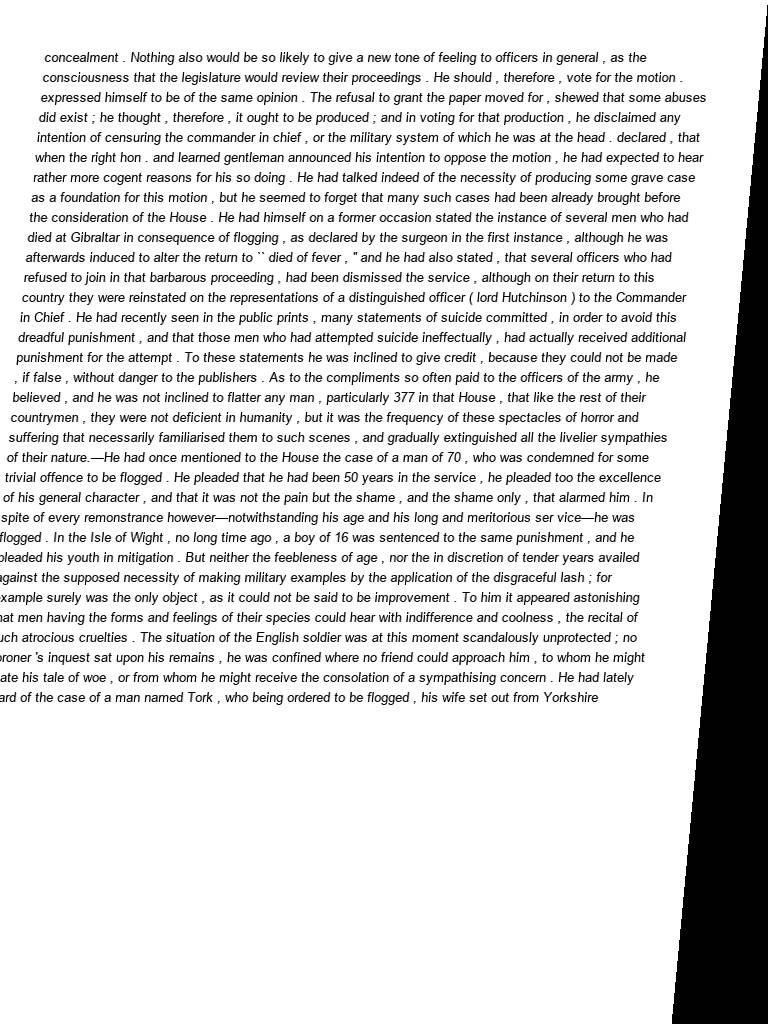 concealment . Nothing also would be so likely to give a new tone of feeling to officers in general , as the
consciousness that the legislature would review their proceedings . He should , therefore , vote for the motion .
expressed himself to be of the same opinion . The refusal to grant the paper moved for , shewed that some abuses
did exist ; he thought , therefore , it ought to be produced ; and in voting for that production , he disclaimed any
intention of censuring the commander in chief , or the military system of which he was at the head . declared , that
when the right hon . and learned gentleman announced his intention to oppose the motion , he had expected to hear
rather more cogent reasons for his so doing . He had talked indeed of the necessity of producing some grave case
as a foundation for this motion , but he seemed to forget that many such cases had been already brought before
the consideration of the House . He had himself on a former occasion stated the instance of several men who had
died at Gibraltar in consequence of flogging , as declared by the surgeon in the first instance , although he was
afterwards induced to alter the return to `` died of fever , " and he had also stated , that several officers who had
refused to join in that barbarous proceeding , had been dismissed the service , although on their return to this
country they were reinstated on the representations of a distinguished officer ( lord Hutchinson ) to the Commander
in Chief . He had recently seen in the public prints , many statements of suicide committed , in order to avoid this
dreadful punishment , and that those men who had attempted suicide ineffectually , had actually received additional
punishment for the attempt . To these statements he was inclined to give credit , because they could not be made
, if false , without danger to the publishers . As to the compliments so often paid to the officers of the army , he
believed , and he was not inclined to flatter any man , particularly 377 in that House , that like the rest of their
countrymen , they were not deficient in humanity , but it was the frequency of these spectacles of horror and
suffering that necessarily familiarised them to such scenes , and gradually extinguished all the livelier sympathies
of their nature.—He had once mentioned to the House the case of a man of 70 , who was condemned for some
trivial offence to be flogged . He pleaded that he had been 50 years in the service , he pleaded too the excellence
of his general character , and that it was not the pain but the shame , and the shame only , that alarmed him . In
spite of every remonstrance however—notwithstanding his age and his long and meritorious ser vice—he was
flogged . In the Isle of Wight , no long time ago , a boy of 16 was sentenced to the same punishment , and he
pleaded his youth in mitigation . But neither the feebleness of age , nor the in discretion of tender years availed
against the supposed necessity of making military examples by the application of the disgraceful lash ; for
example surely was the only object , as it could not be said to be improvement . To him it appeared astonishing
hat men having the forms and feelings of their species could hear with indifference and coolness , the recital of
uch atrocious cruelties . The situation of the English soldier was at this moment scandalously unprotected ; no
oroner 's inquest sat upon his remains , he was confined where no friend could approach him , to whom he might
ate his tale of woe , or from whom he might receive the consolation of a sympathising concern . He had lately
ard of the case of a man named Tork , who being ordered to be flogged , his wife set out from Yorkshire